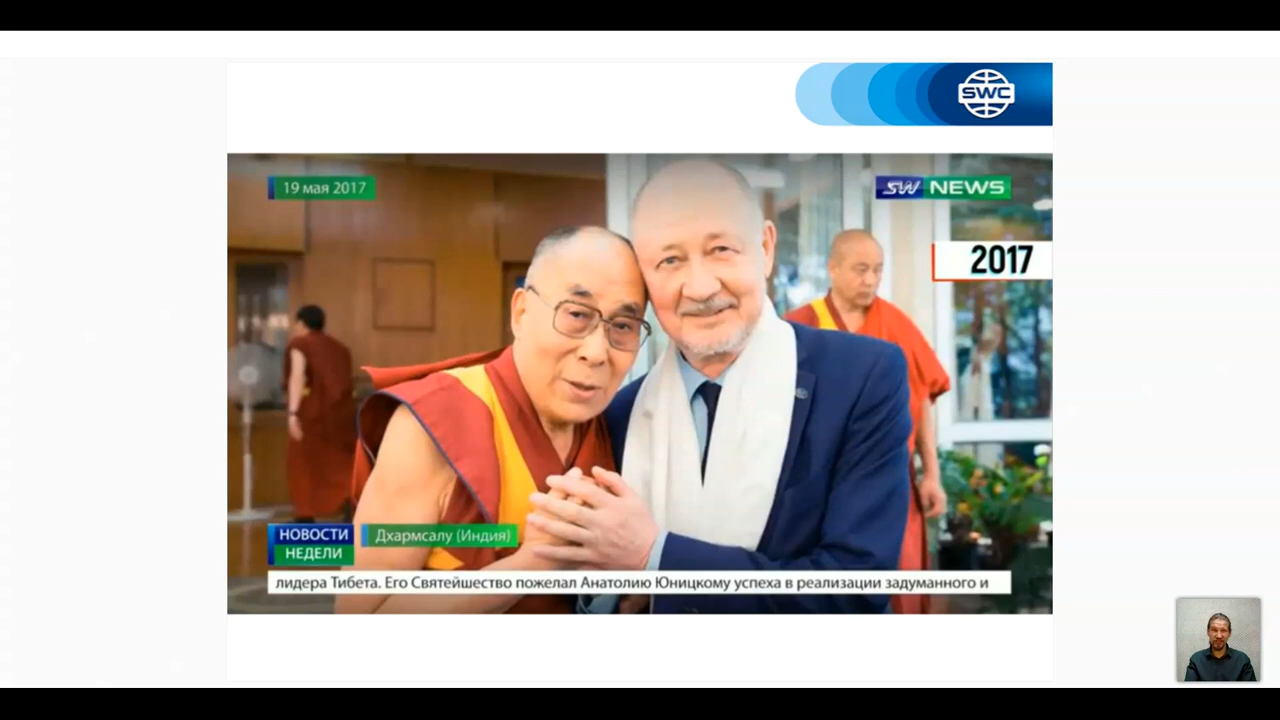 SWC
19 мая 2017
SW NEWS
2017
НОВОСТИ
НЕДЕЛИ
Дхармсалу (Индия)
лидера Тибета. Его Святейшество пожелал Анатолию Юницкому успеха в реализации задуманного и